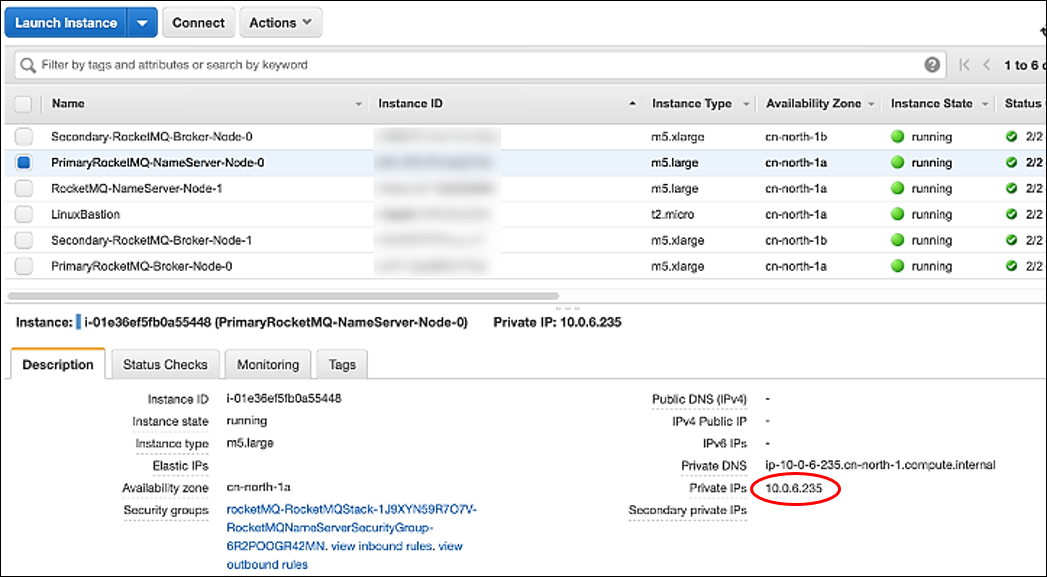 Launch Instance Connect Actions
Filter by tags and attributes or search by keyword 1 to 6
Name Instance ID Instance Type Availability Zone Instance State Status
Secondary-RocketMQ-Broker-Node-0 m5.xlarge cn-north-1b running 2/2
PrimaryRocketMQ-NameServer-Node-0 m5.large cn-north-1a running 2/2
RocketMQ-NameServer-Node-1 m5.large cn-north-1a running 2/2
LinuxBastion t2.micro cn-north-1a running 2/2
Secondary-RocketMQ-Broker-Node-1 m5.xlarge cn-north-1b running 2/2
PrimaryRocketMQ-Broker-Node-0 m5.xlarge cn-north-1a running 2/2
Instance: i-01e36ef5fb0a55448 (PrimaryRocketMQ-NameServer-Node-0) Private IP: 10.0.6.235
Description Status Checks Monitoring Tags
Instance ID i-01e36ef5fb0a55448 Public DNS (IPv4) -
Instance state running IPv4 Public IP -
Instance type m5.large IPv6 IPs -
Elastic IPs Private DNS ip-10-0-6-235.cn-north-1.compute.internal
Availability zone cn-north-1a Private IPs 10.0.6.235
Security groups rocketMQ-RocketMQStack-1J9XYN59R7O7V- Secondary private IPs
RocketMQNameServerSecurityGroup-
6R2POOGR42MN. view inbound rules. view
outbound rules